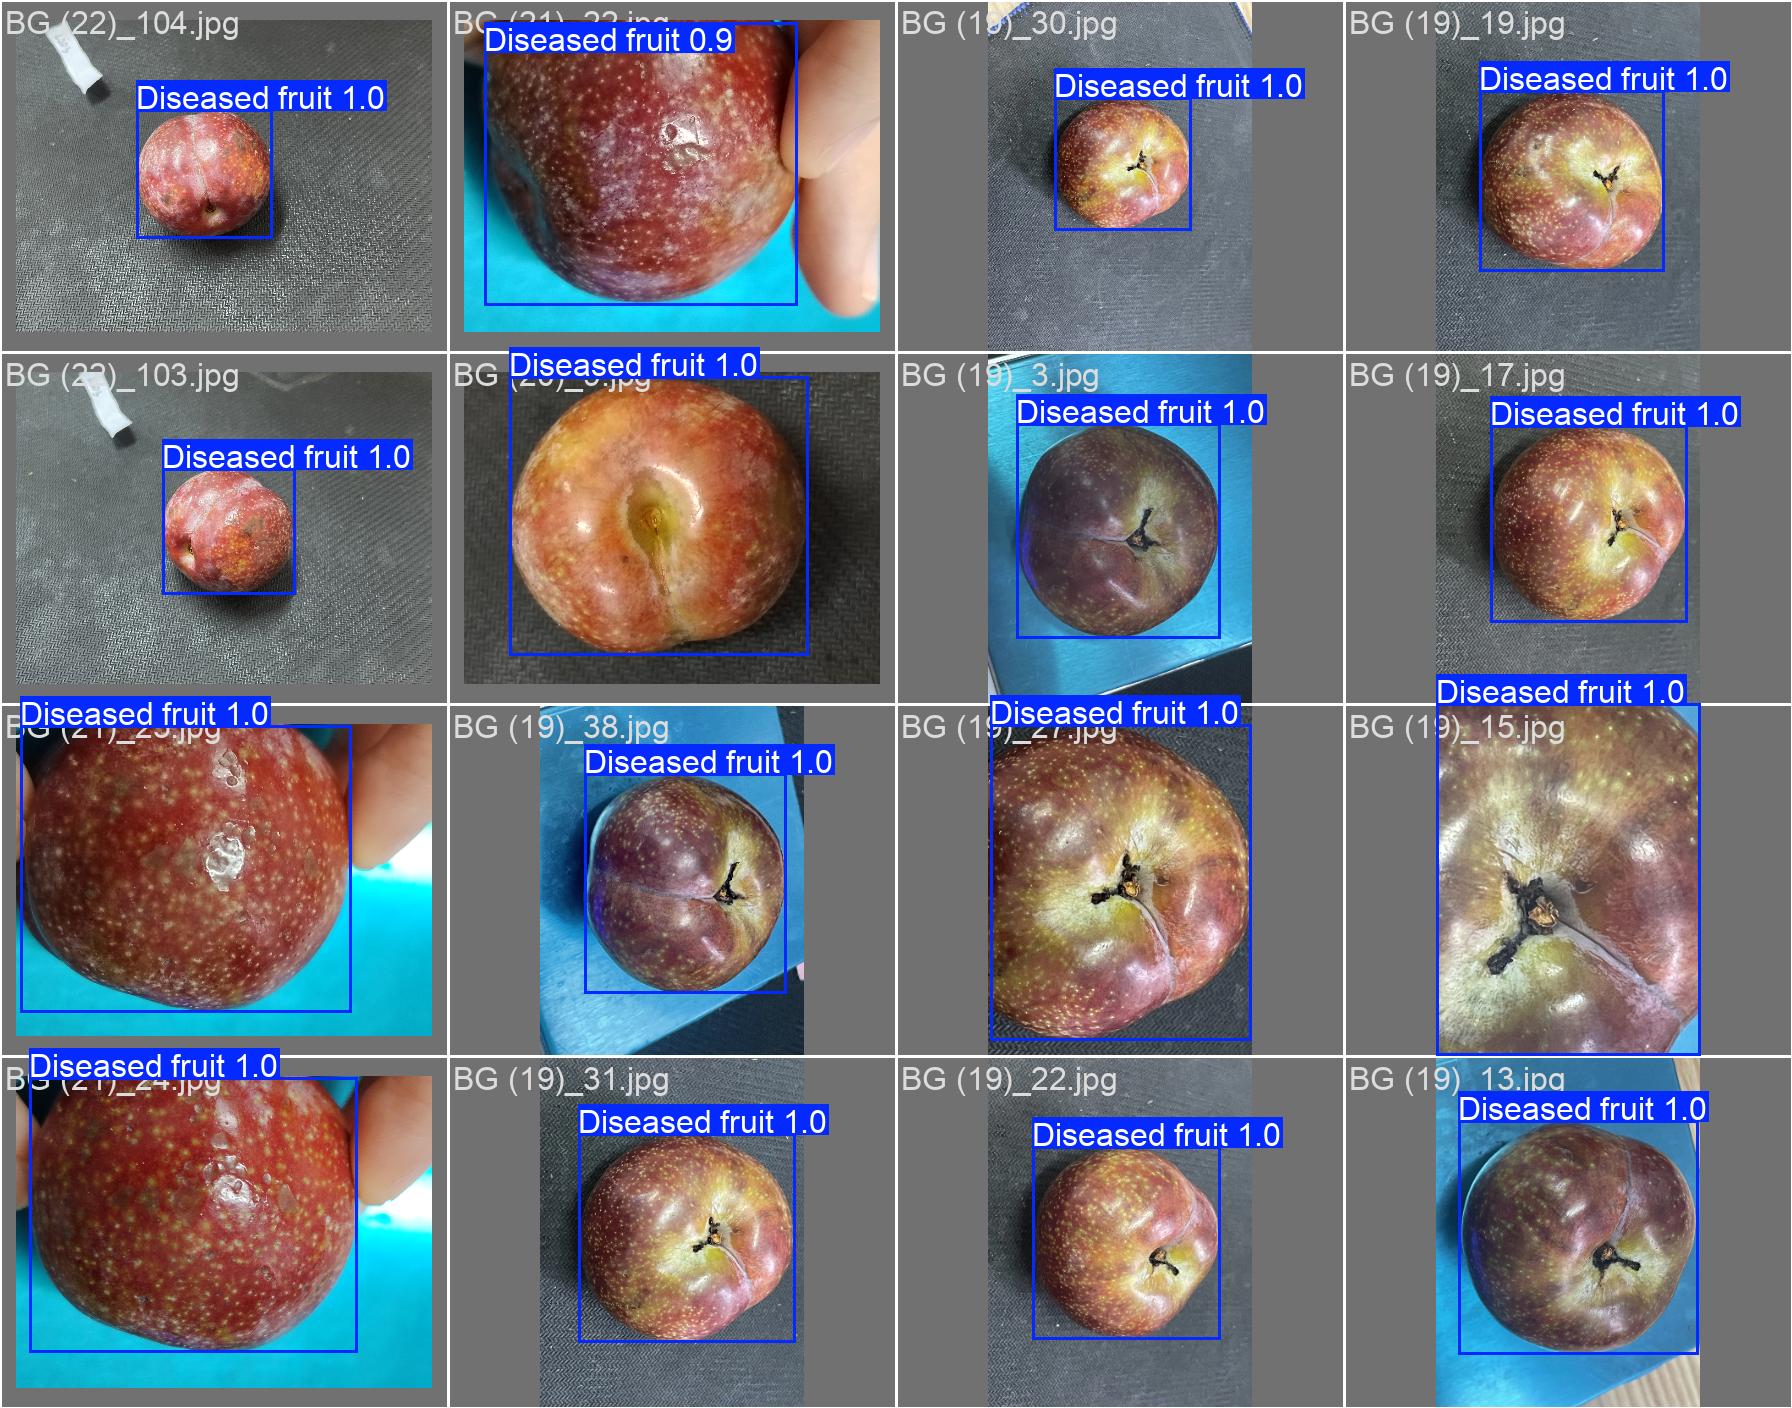 BG (22)_104.jpg
Diseased fruit 1.0
Diseased fruit 0.9
BG (19)_30.jpg
Diseased fruit 1.0
BG (19)_19.jpg
Diseased fruit 1.0
BG (22)_103.jpg
Diseased fruit 1.0
Diseased fruit 1.0
BG (19)_3.jpg
Diseased fruit 1.0
BG (19)_17.jpg
Diseased fruit 1.0
Diseased fruit 1.0
BG (19)_38.jpg
Diseased fruit 1.0
Diseased fruit 1.0
BG (19)_27.jpg
Diseased fruit 1.0
BG (19)_15.jpg
Diseased fruit 1.0
BG (19)_31.jpg
Diseased fruit 1.0
BG (19)_22.jpg
Diseased fruit 1.0
BG (19)_13.jpg
Diseased fruit 1.0